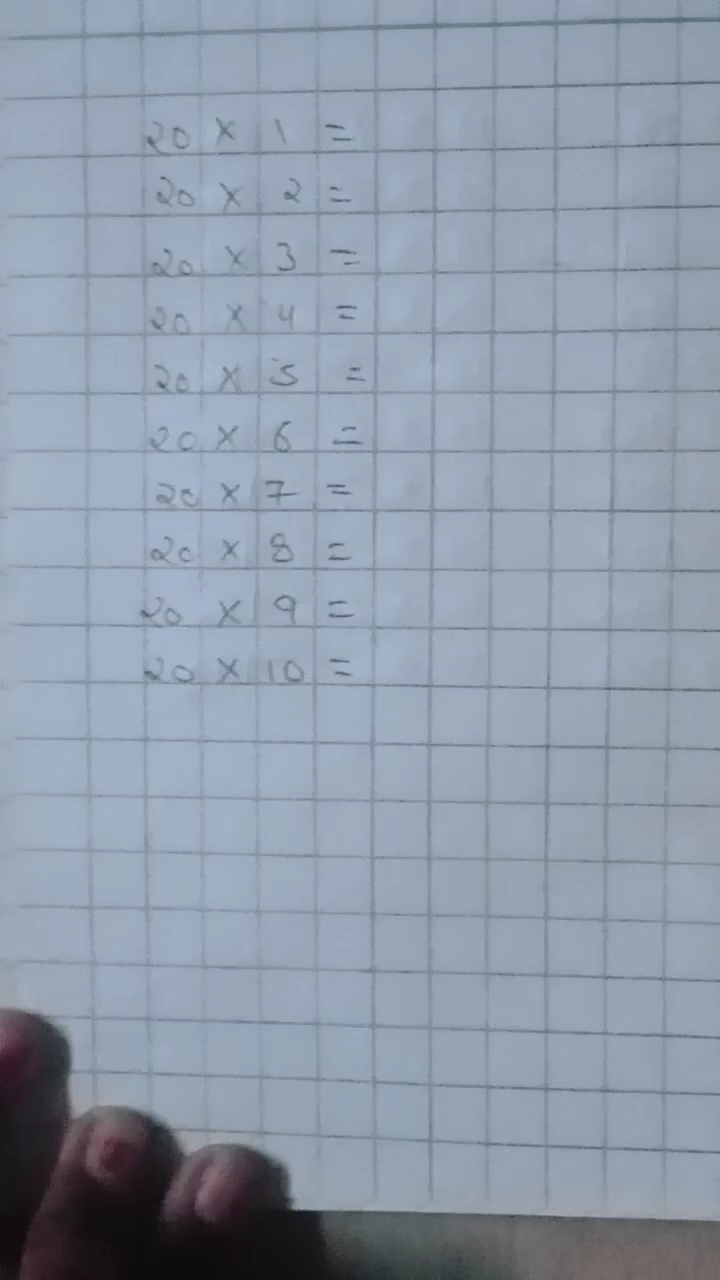 20 × 1 =
20 × 2 =
20 × 3 =
20 × 4 =
20 × 5 =
20 × 6 =
20 × 7 =
20 × 8 =
20 × 9 =
20 × 10 =